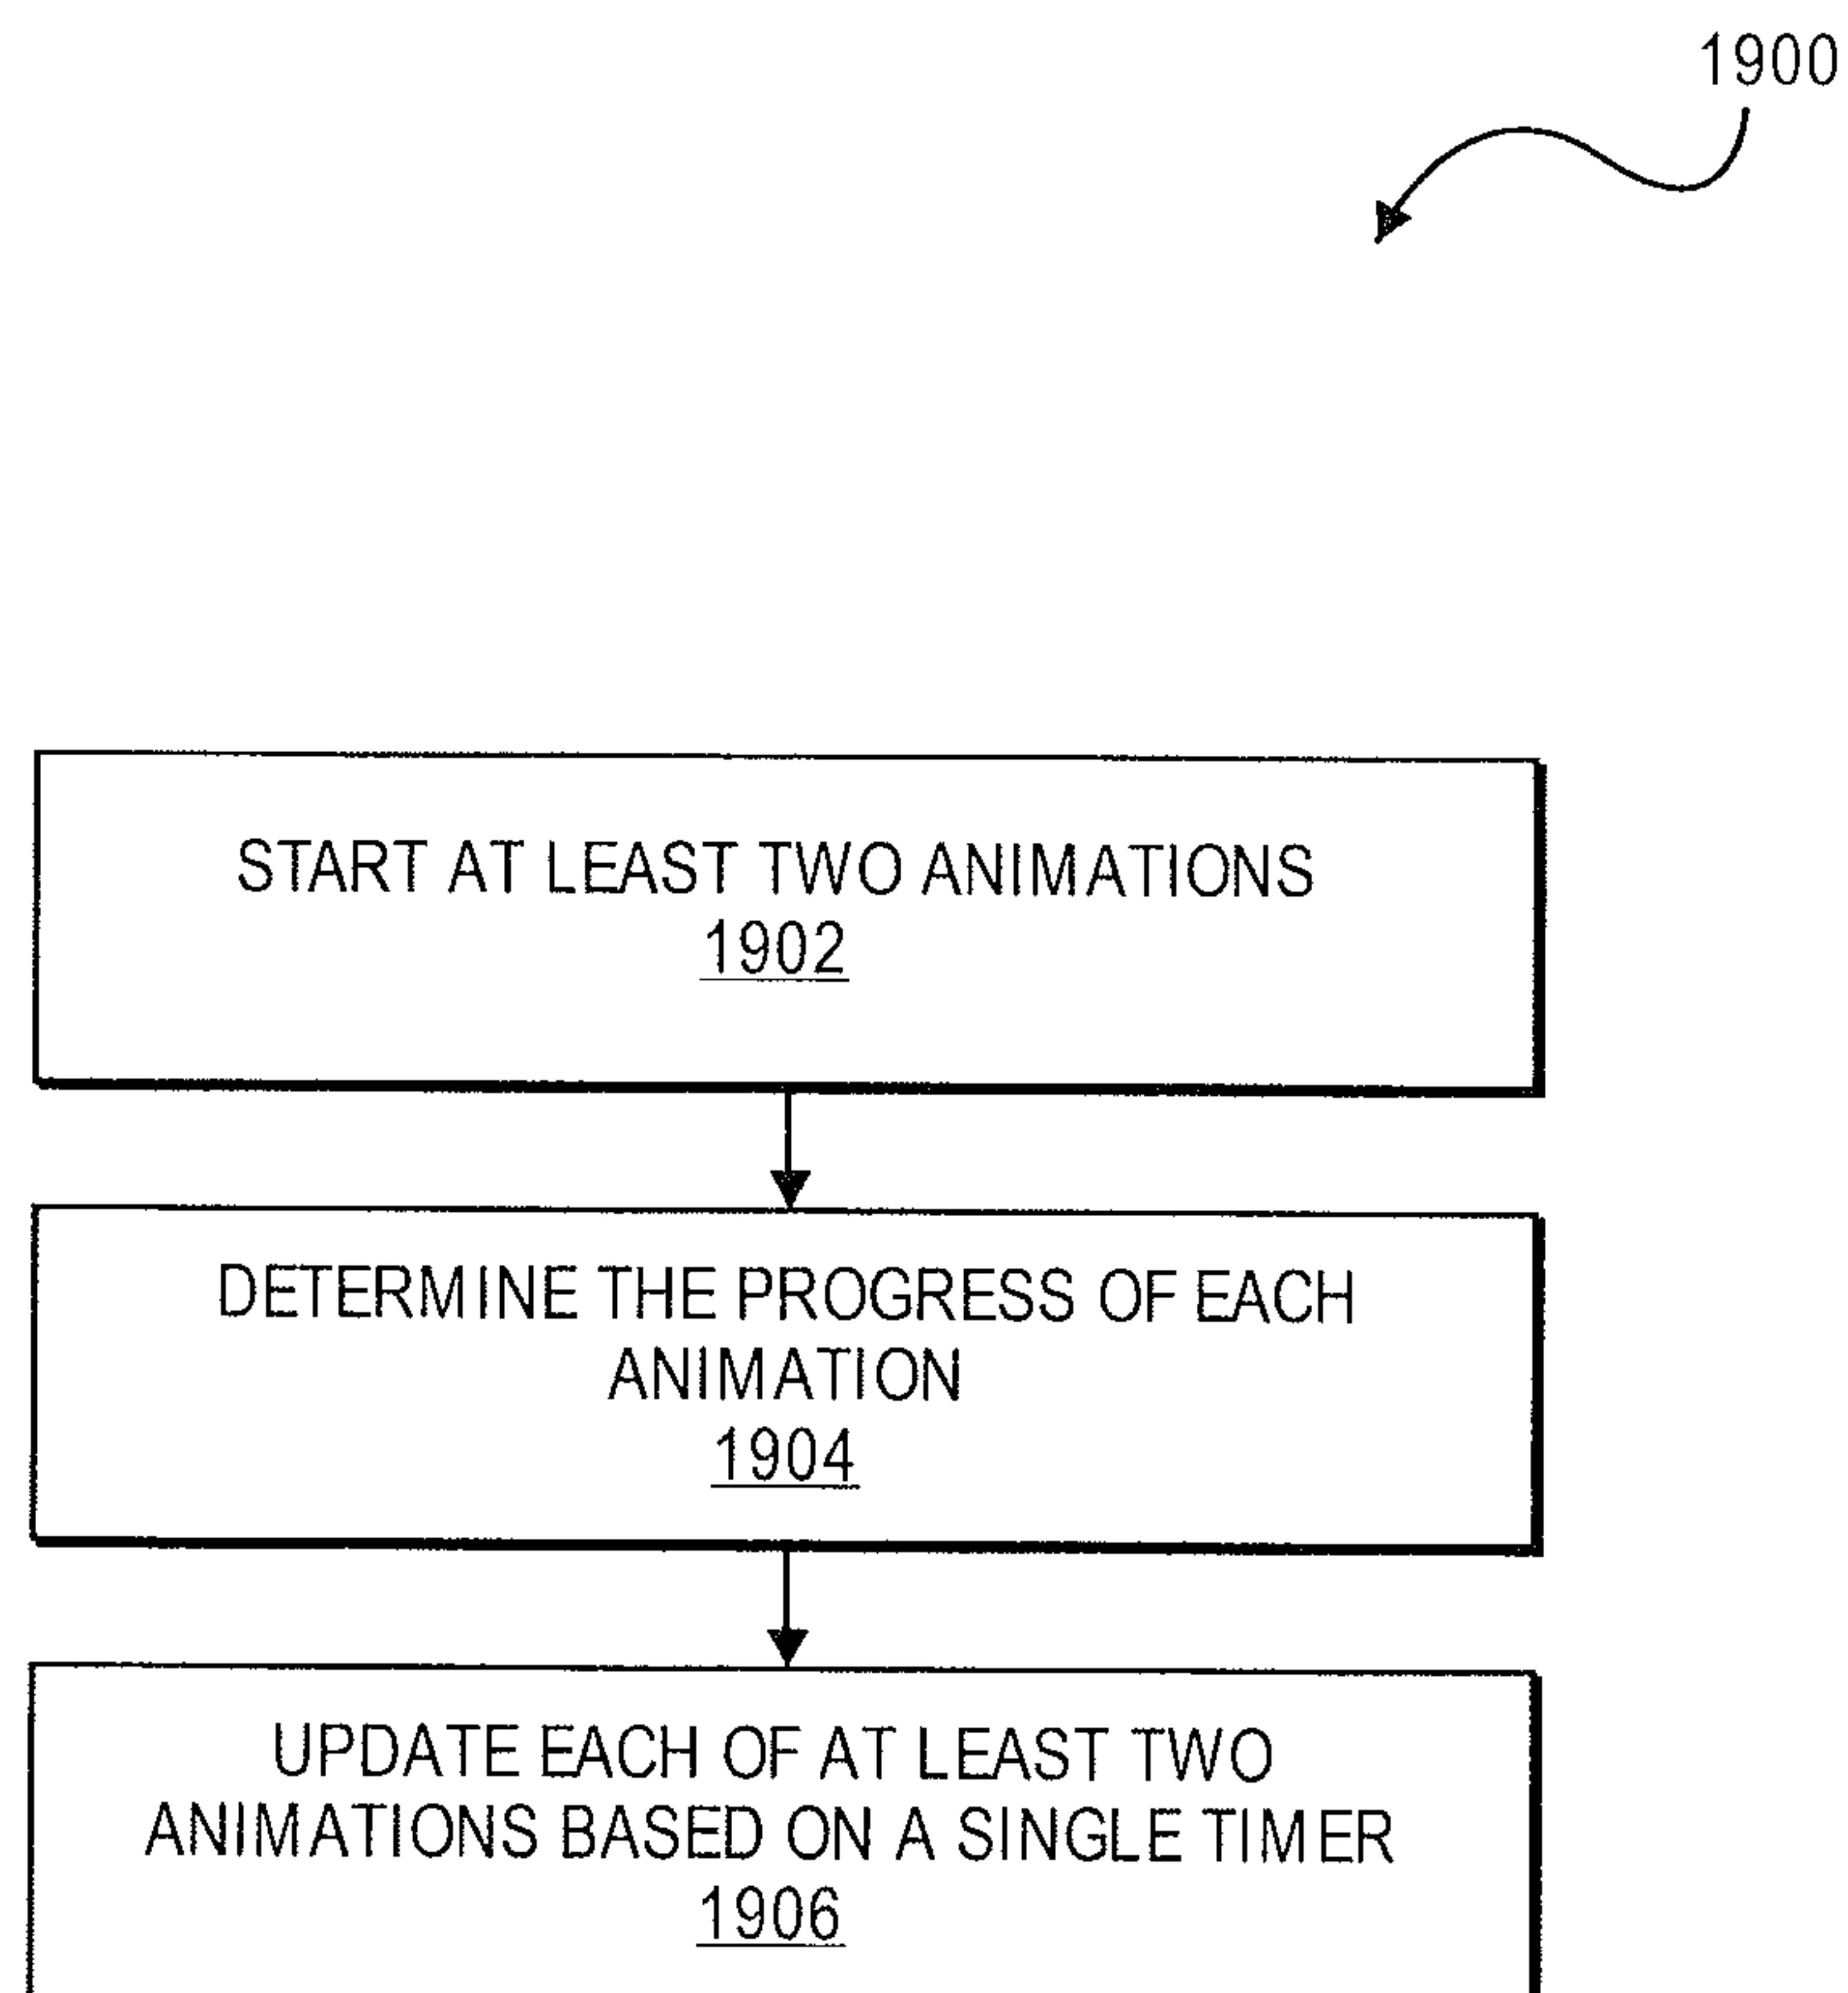 1900
START AT LEAST TWO ANIMATIONS
1902
DETERMINE THE PROGRESS OF EACH
ANIMATION
1904
UPDATE EACH OF AT LEAST TWO
ANIMATIONS BASED ON A SINGLE TIMER
1906